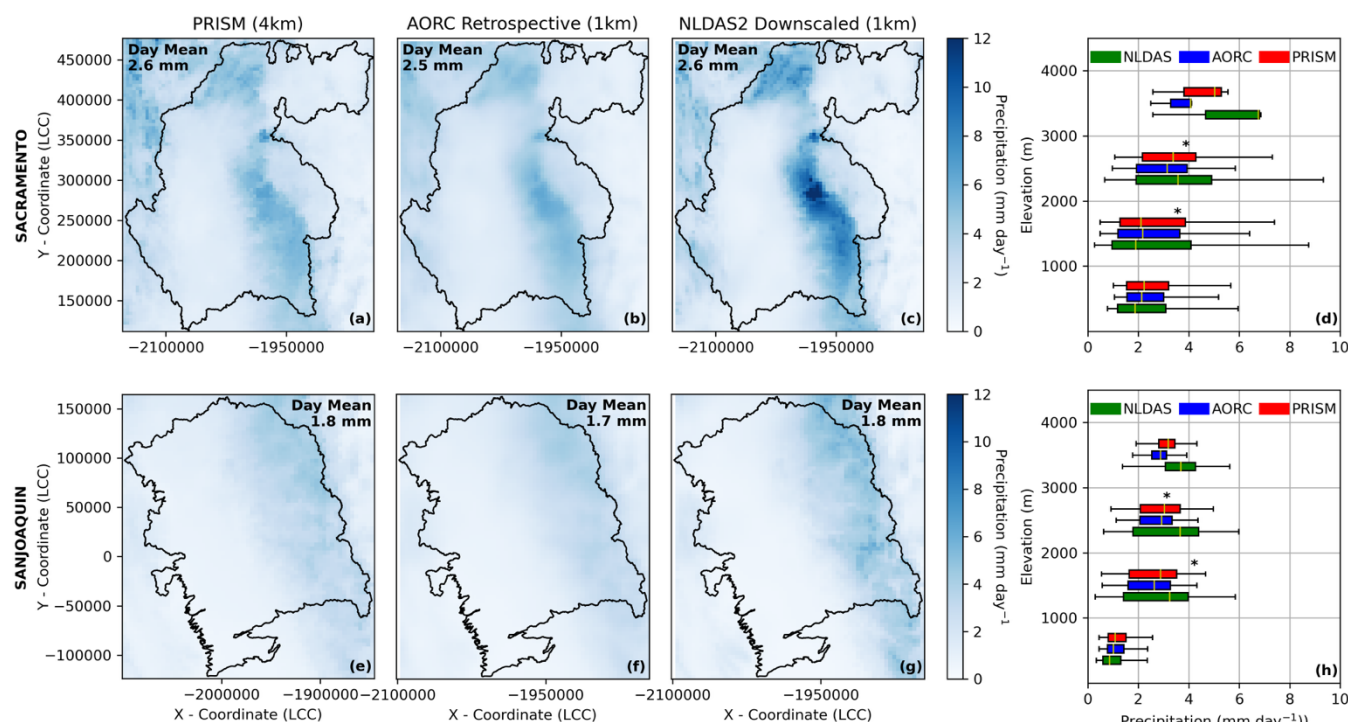 PRISM (4km)
AORC Retrospective (1km)
NLDAS2 Downscaled (1km)
SACRAMENTO
Y - Coordinate (LCC)
450000
400000
350000
300000
250000
200000
150000
Day Mean
2.6 mm
(a)
−2100000
−1950000
Day Mean
2.5 mm
(b)
−2100000
−1950000
Day Mean
2.6 mm
(c)
−2100000
−1950000
12
10
8
6
4
2
0
Precipitation (mm day−1)
Elevation (m)
4000
3000
2000
1000
NLDAS
AORC
PRISM
*
*
(d)
0
2
4
6
8
10
SANJOAQUIN
Y - Coordinate (LCC)
150000
100000
50000
0
−50000
−100000
Day Mean
1.8 mm
(e)
−2000000
−1900000
X - Coordinate (LCC)
Day Mean
1.7 mm
(f)
−2100000
−1950000
X - Coordinate (LCC)
Day Mean
1.8 mm
(g)
−2100000
−1950000
X - Coordinate (LCC)
12
10
8
6
4
2
0
Precipitation (mm day−1)
Elevation (m)
4000
3000
2000
1000
NLDAS
AORC
PRISM
*
*
(h)
0
2
4
6
8
10
Precipitation (mm day−1))